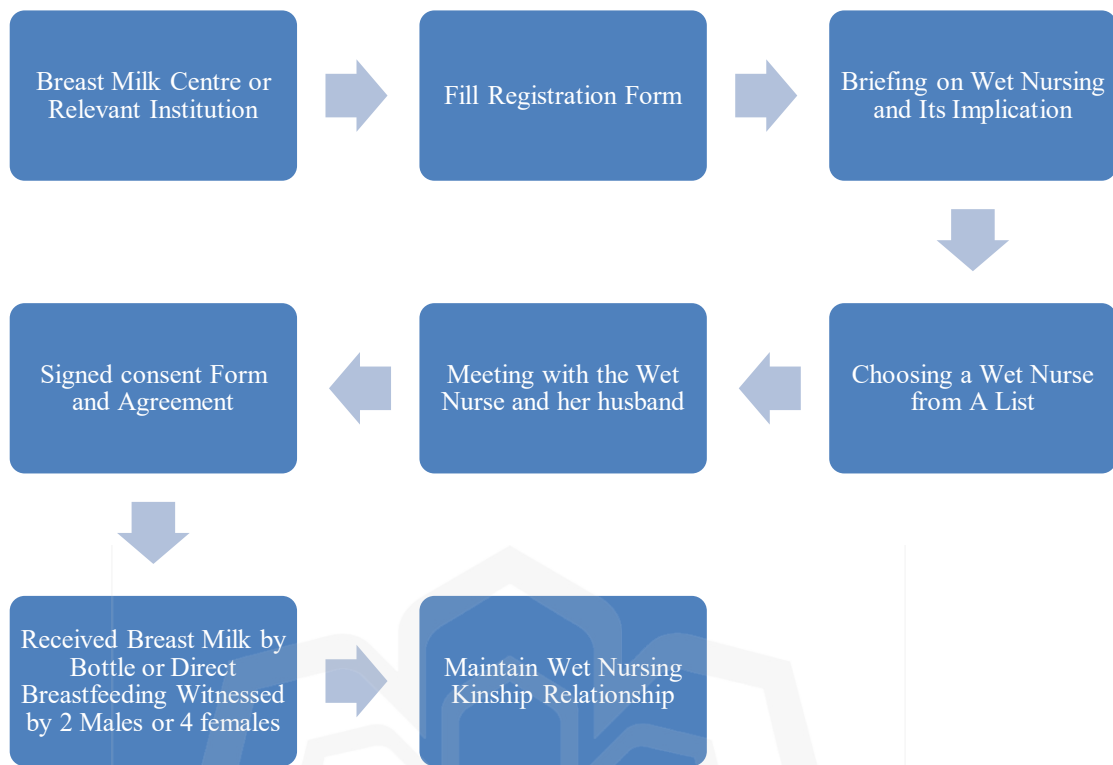 Breast Milk Centre or
Relevant Institution
Fill Registration Form
Briefing on Wet Nursing
and Its Implication
Choosing a Wet Nurse
from A List
Meeting with the Wet
Nurse and her husband
Signed consent Form
and Agreement
Received Breast Milk by
Bottle or Direct
Breastfeeding Witnessed
by 2 Males or 4 females
Maintain Wet Nursing
Kinship Relationship